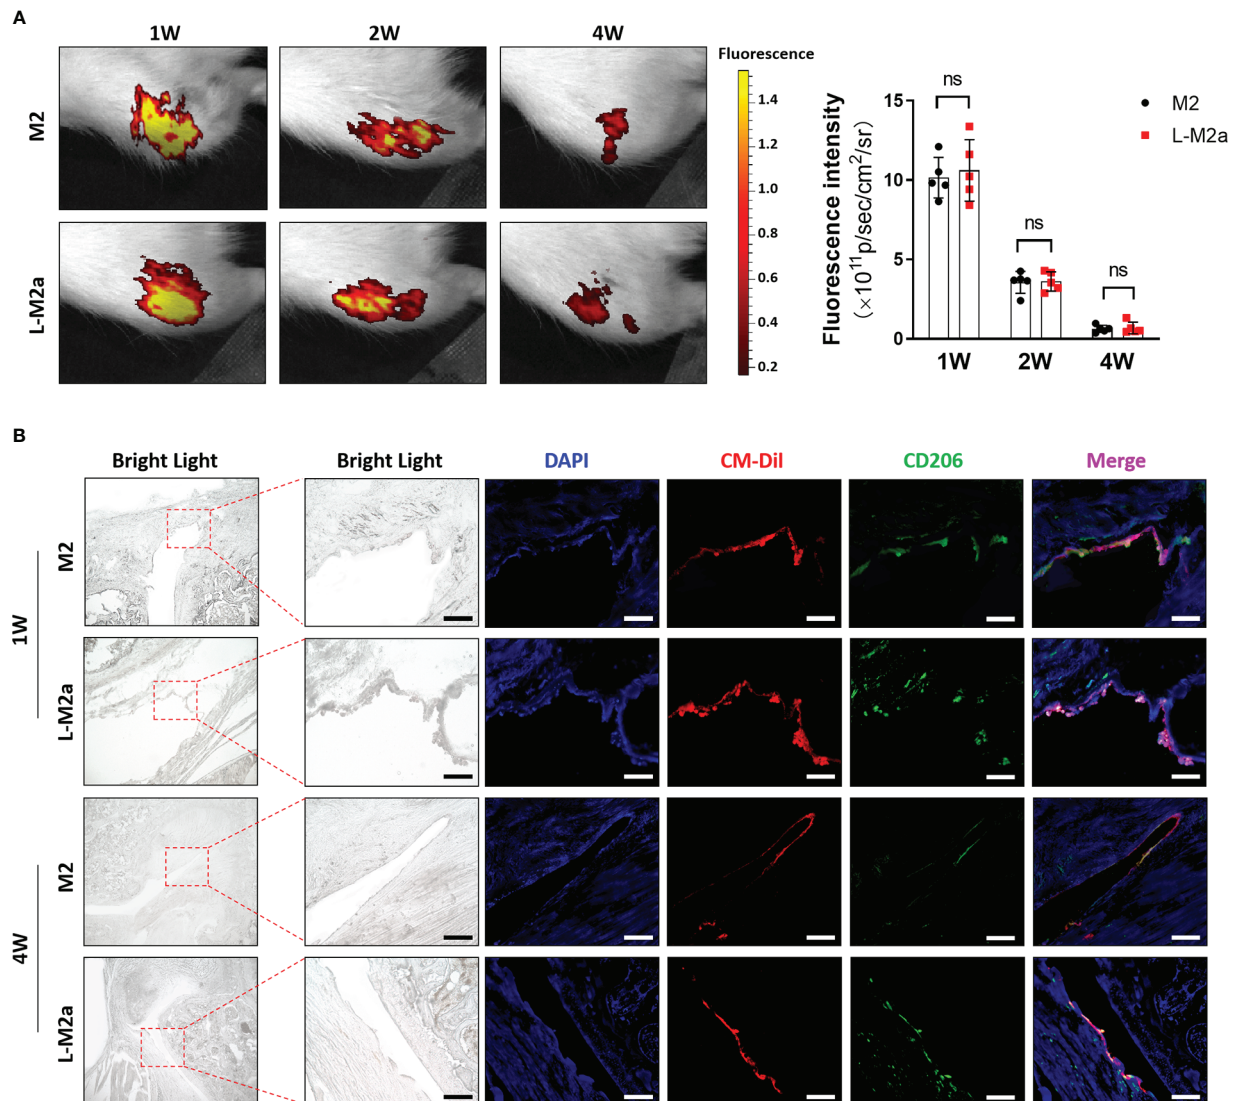 A
1W 2W 4W
M2
L-M2a
Fluorescence
1.4
1.2
1.0
0.8
0.6
0.4
0.2
Fluorescence intensity
(×10¹¹p/sec/cm²/sr)
15
10
5
0
ns
ns
ns
1W 2W 4W
M2
L-M2a
B
Bright Light Bright Light DAPI CM-Dil CD206 Merge
1W
M2
L-M2a
4W
M2
L-M2a